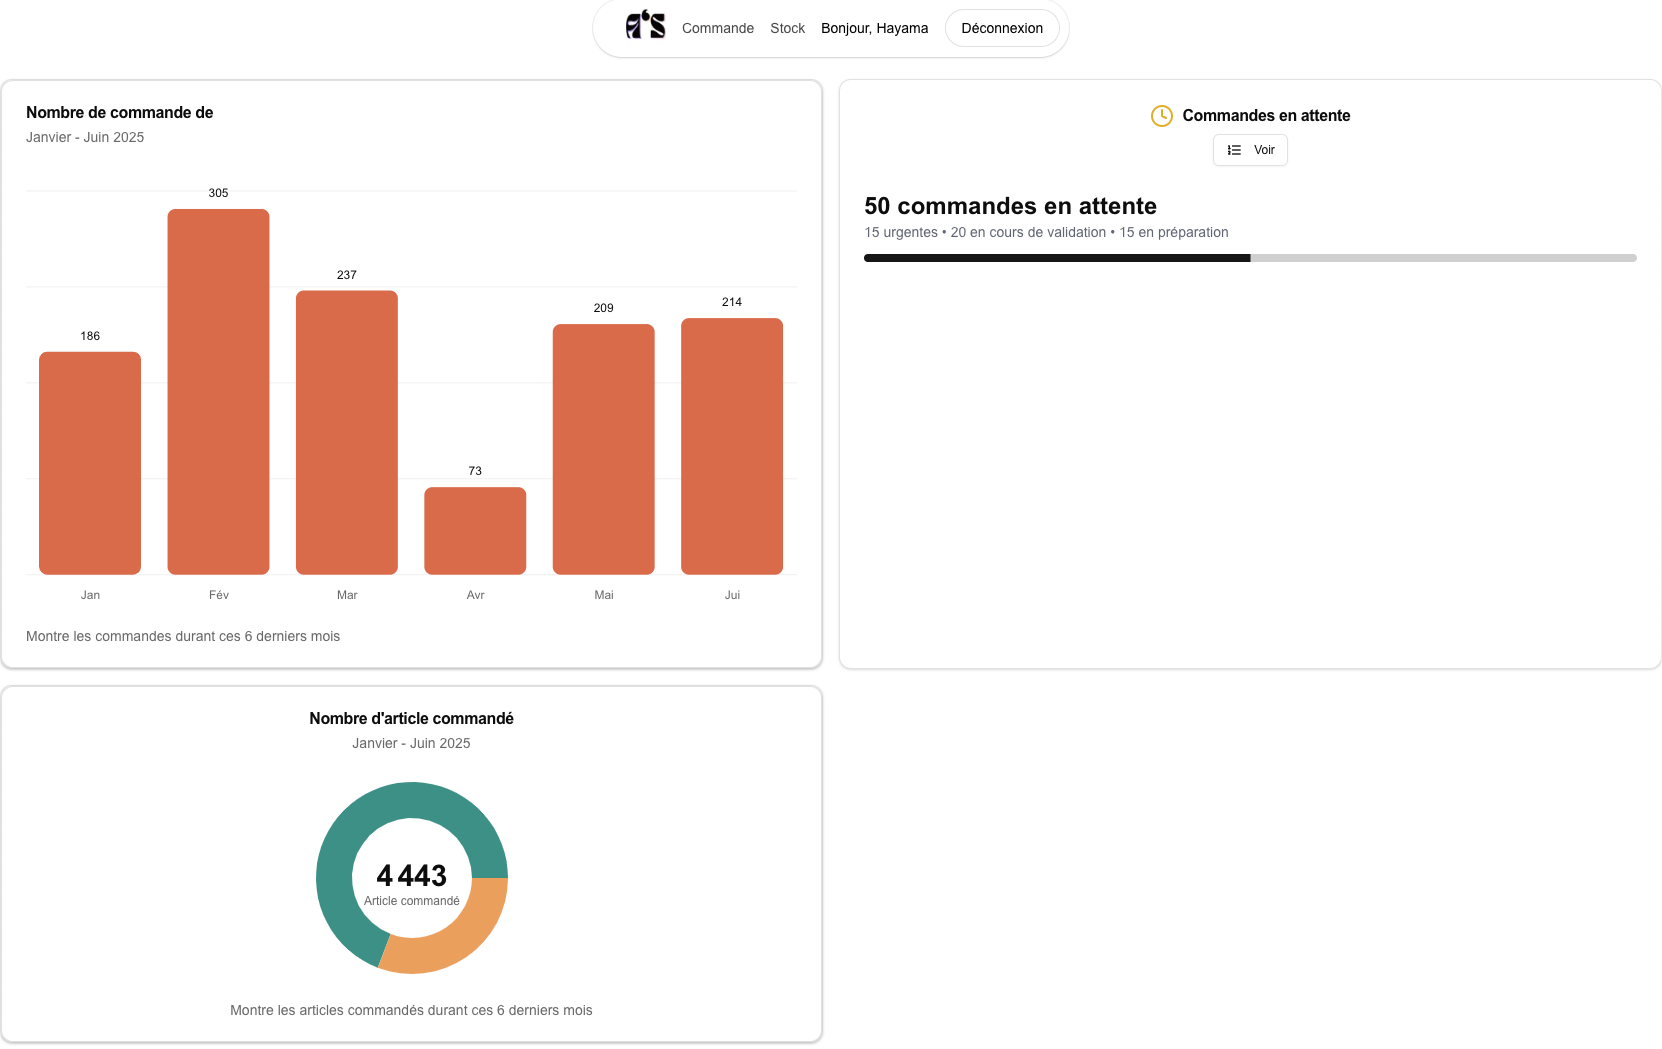 a's Commande Stock Bonjour, Hayama Déconnexion
Nombre de commande de
Janvier - Juin 2025
305
237
214
209
186
73
Jan Fév Mar Avr Mai Jui
Montre les commandes durant ces 6 derniers mois
Commandes en attente
Voir
50 commandes en attente
15 urgentes • 20 en cours de validation • 15 en préparation
Nombre d'article commandé
Janvier - Juin 2025
4 443
Article commandé
Montre les articles commandés durant ces 6 derniers mois